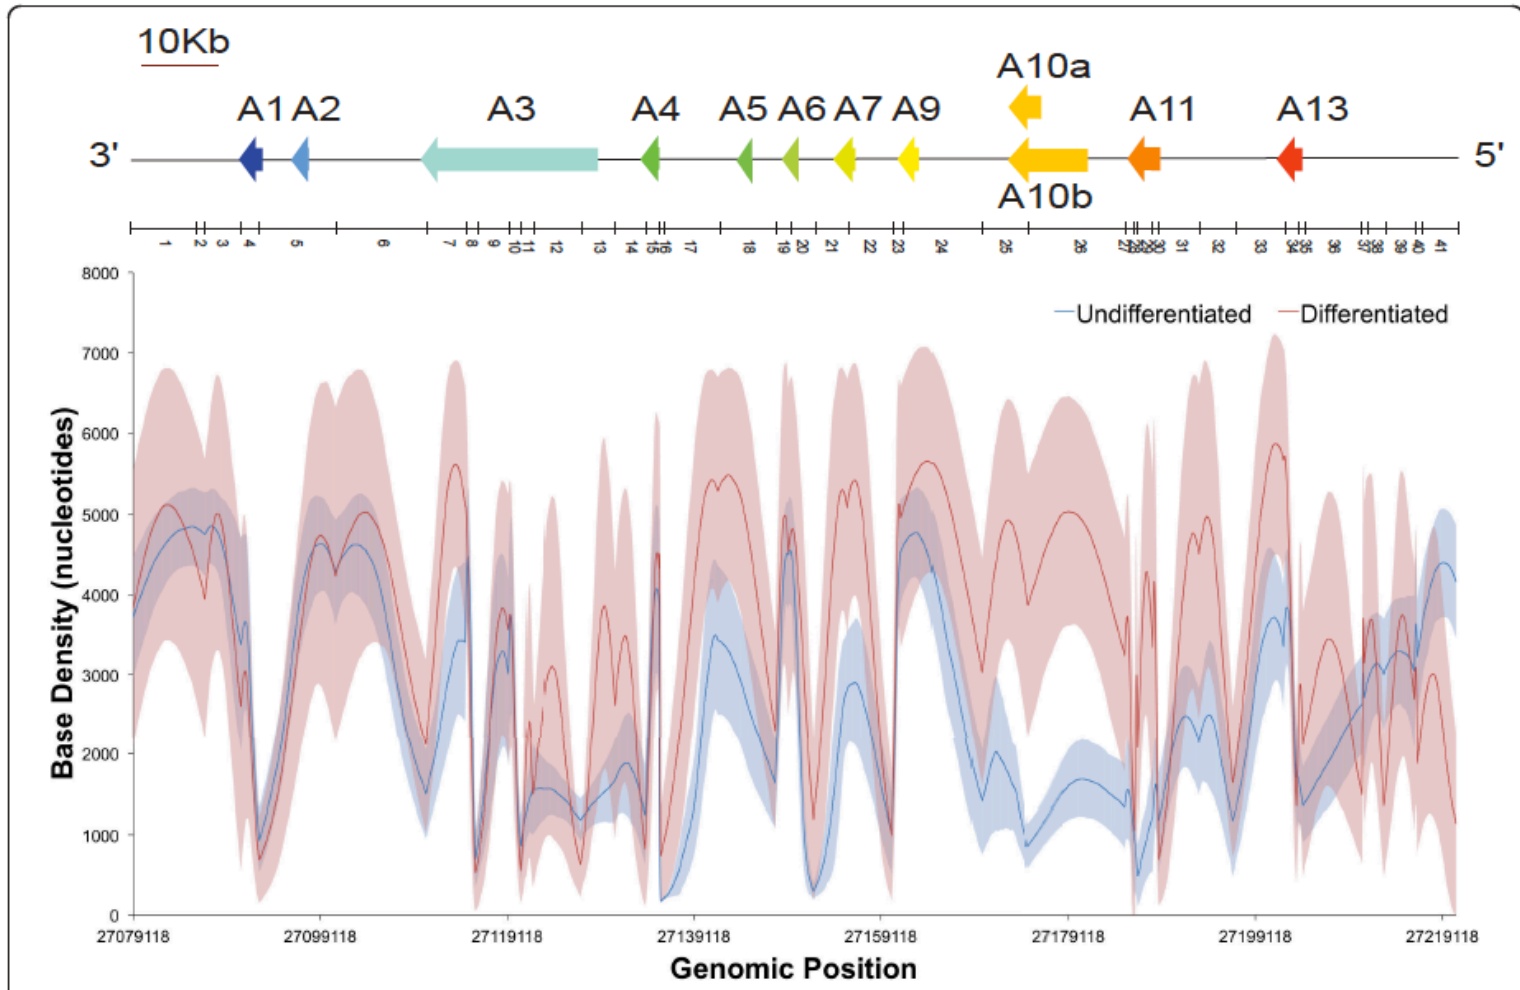 10Kb
A10a
A1 A2 A3 A4 A5 A6 A7 A9 A11 A13
3' 5'
A10b
1 2 3 4 5 6 7 8 9 10 11 12 13 14 15 16 17 18 19 20 21 22 23 24 25 26 27 28 29 30 31 32 33 34 35 36 37 38 39 40 41
8000
Undifferentiated Differentiated
7000
6000
5000
4000
3000
2000
1000
0
Base Density (nucleotides)
27079118 27099118 27119118 27139118 27159118 27179118 27199118 27219118
Genomic Position